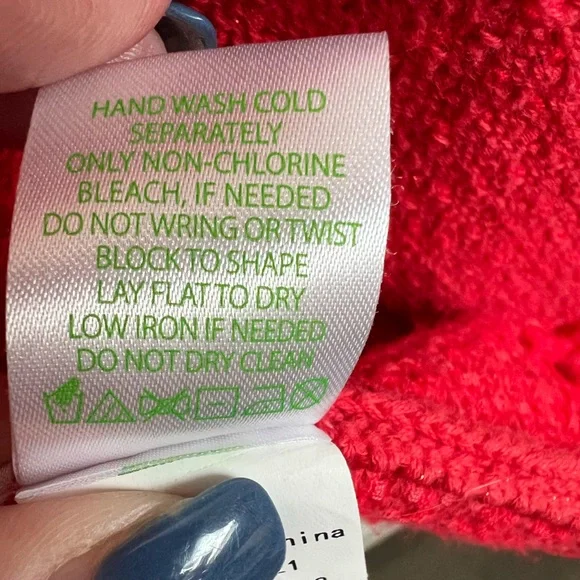 HAND WASH COLD
SEPARATELY
ONLY NON-CHLORINE
BLEACH, IF NEEDED
DO NOT WRING OR TWIST
BLOCK TO SHAPE
LAY FLAT TO DRY
LOW IRON IF NEEDED
DO NOT DRY CLEAN